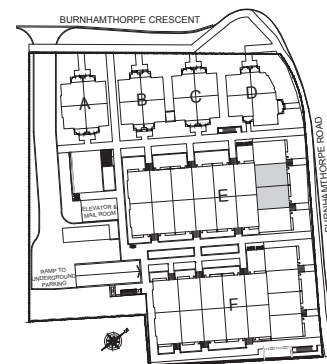 BURNHAMTHORPE CRESCENT
A
B
C
D
BURNHAMTHORPE ROAD
E
ELEVATOR &
MAIL ROOM
RAMP TO
UNDERGROUND
PARKING
F